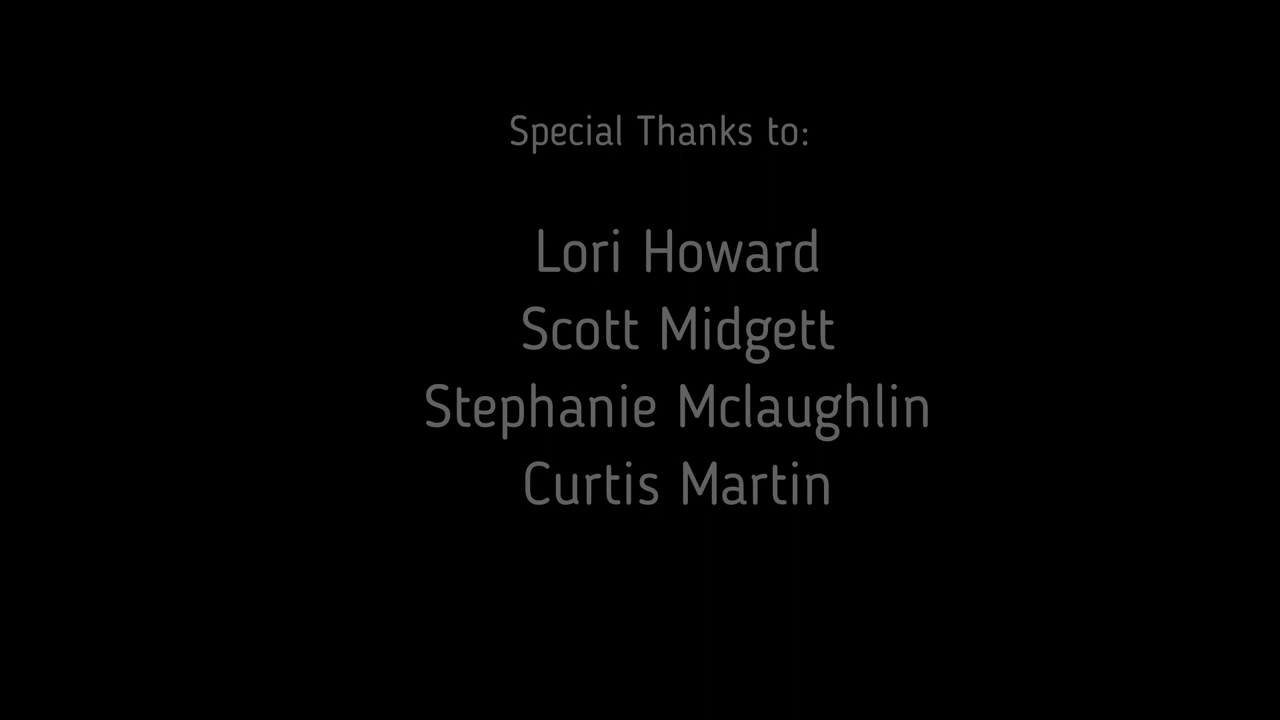 Special Thanks to:
Lori Howard
Scott Midgett
Stephanie Mclaughlin
Curtis Martin